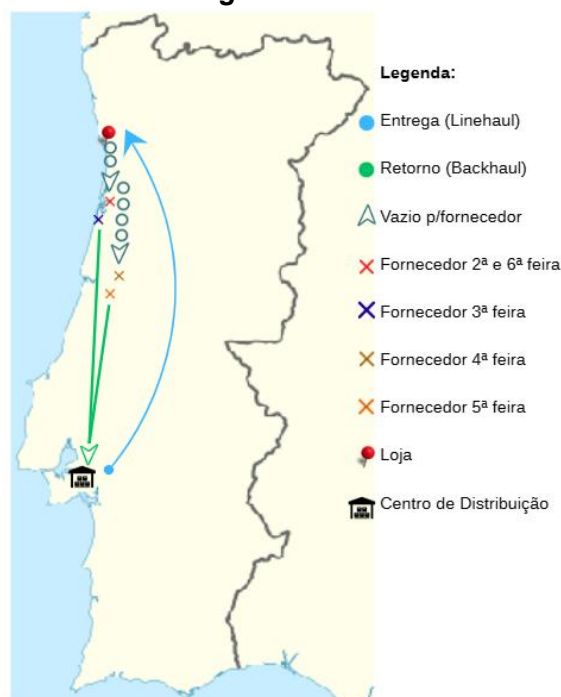 Legenda:
Entrega (Linehaul)
Retorno (Backhaul)
Vazio p/fornecedor
Fornecedor 2ª e 6ª feira
Fornecedor 3ª feira
Fornecedor 4ª feira
Fornecedor 5ª feira
Loja
Centro de Distribuição